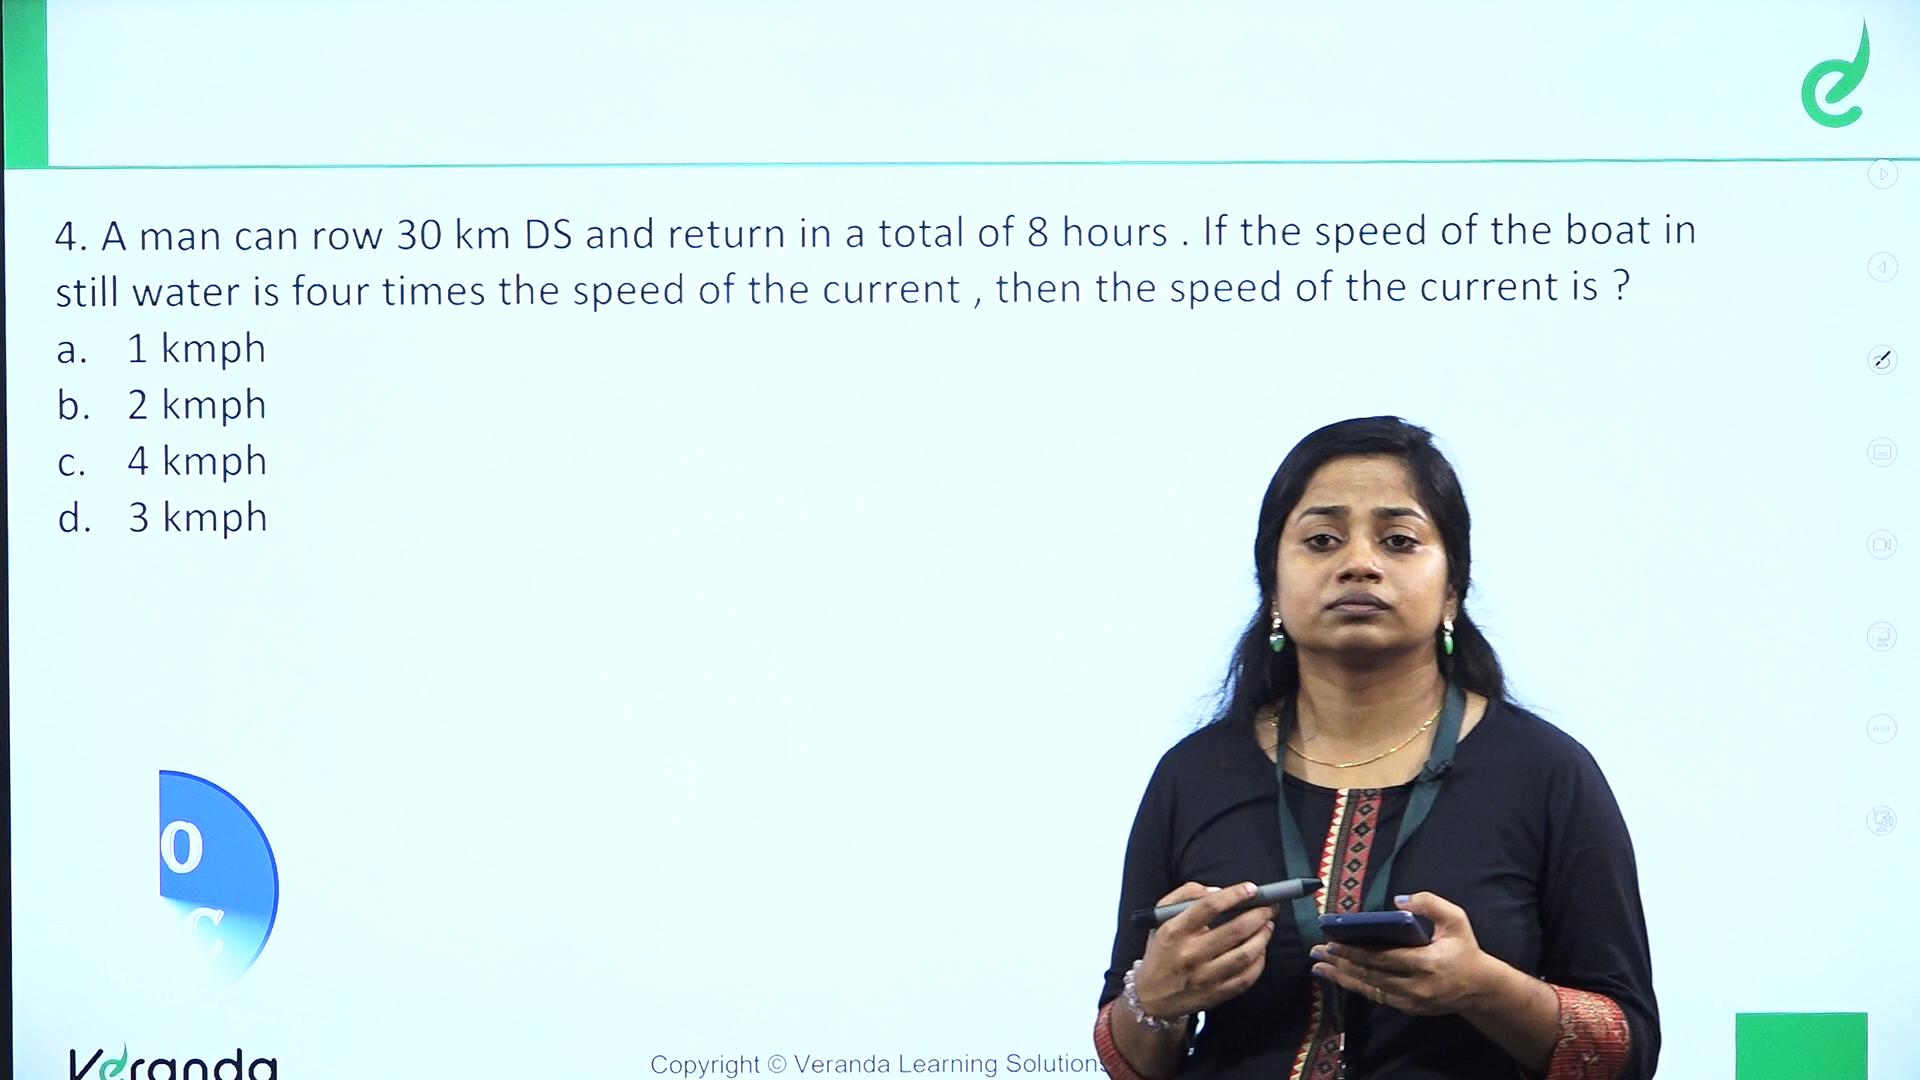 4. A man can row 30 km DS and return in a total of 8 hours . If the speed of the boat in
still water is four times the speed of the current , then the speed of the current is ?
a. 1 kmph
b. 2 kmph
c. 4 kmph
d. 3 kmph
O
C
Veranda
Copyright © Veranda Learning Solutions